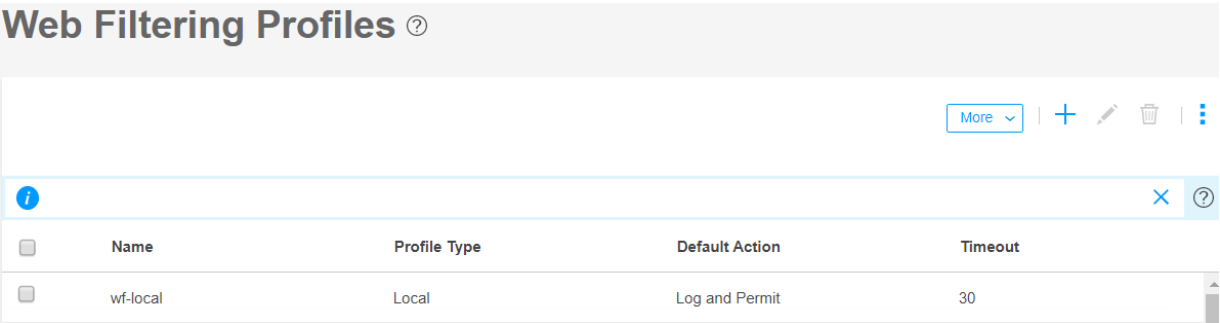 Web Filtering Profiles ?
More
i
?
Name Profile Type Default Action Timeout
wf-local Local Log and Permit 30